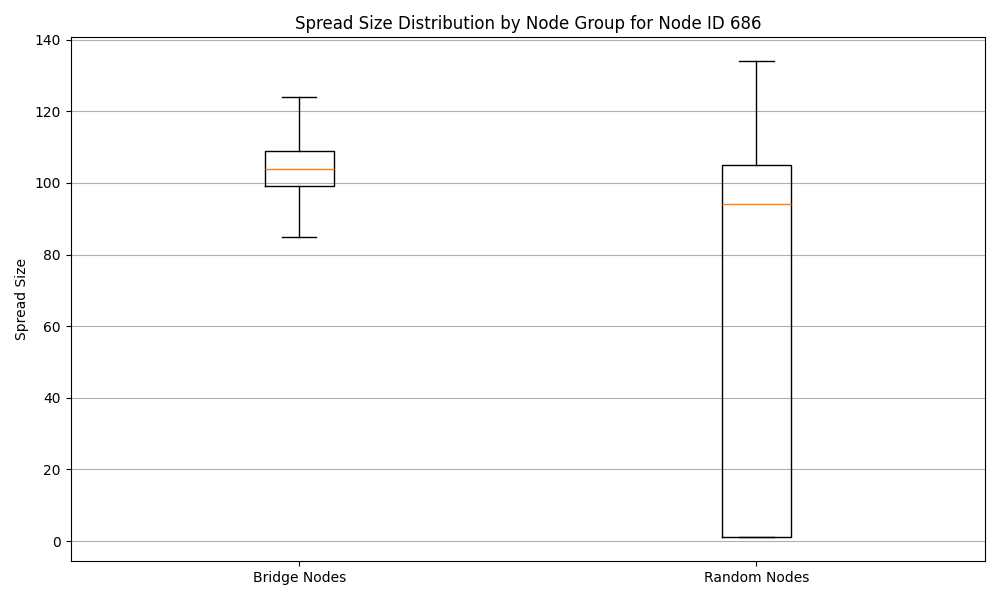 Spread Size Distribution by Node Group for Node ID 686
140
120
100
80
60
40
20
0
Spread Size
Bridge Nodes
Random Nodes